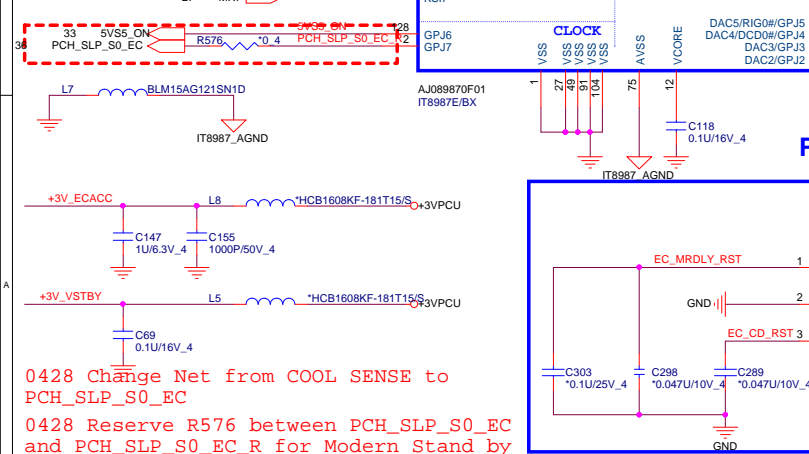 CLOCK
DAC5/RIG0#/GPJ5
DAC4/DCD0#/GPJ4
DAC3/GPJ3
DAC2/GPJ2
33 5VS5_ON
5VS5_ON
128
GPJ6
PCH_SLP_S0_EC
R576
*0_4
2
GPJ7
VSS
VSS
VSS
VSS
VSS
AVSS
VCORE
1
27
49
91
104
75
12
AJ089870F01
IT8987E/BX
L7
BLM15AG121SN1D
IT8987_AGND
C118
0.1U/16V_4
IT8987_AGND
+3V_ECACC
L8
*HCB1608KF-181T15/S
+3VPCU
C147
1U/6.3V_4
C155
1000P/50V_4
A
+3V_VSTBY
L5
*HCB1608KF-181T15/S
+3VPCU
C69
0.1U/16V_4
EC_MRDLY_RST
1
GND
2
EC_CD_RST
3
C303
*0.1U/25V_4
C298
*0.047U/10V_4
C289
*0.047U/10V_4
GND
0428 Change Net from COOL SENSE to
PCH_SLP_S0_EC
0428 Reserve R576 between PCH_SLP_S0_EC
and PCH_SLP_S0_EC_R for Modern Stand by